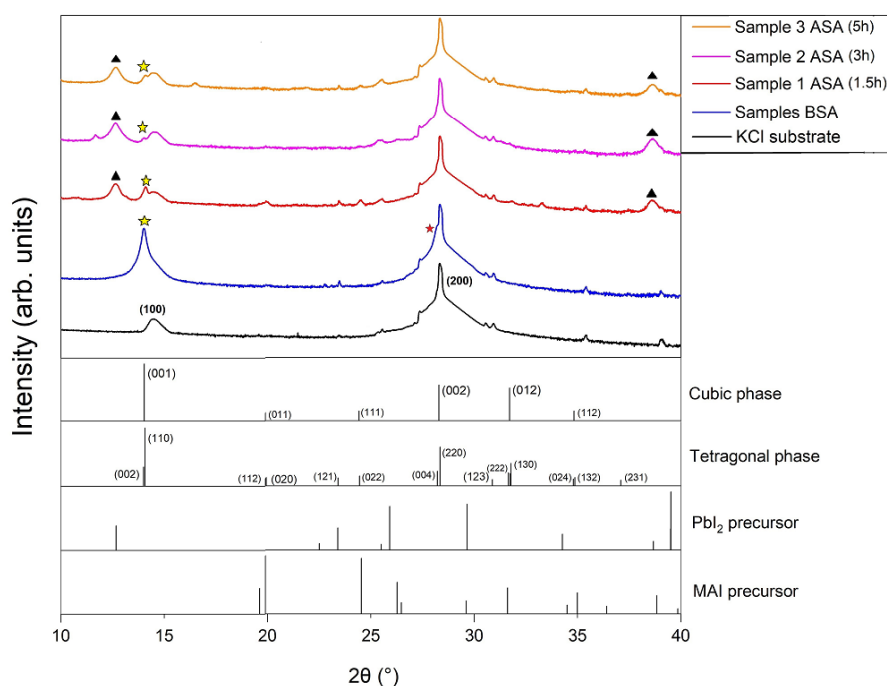 Sample 3 ASA (5h)
Sample 2 ASA (3h)
Sample 1 ASA (1.5h)
Samples BSA
KCl substrate
(100)
(200)
Intensity (arb. units)
(001)
(011)
(111)
(002)
(012)
(112)
Cubic phase
(110)
(002)
(112)
(020)
(121)
(022)
(004)
(220)
(123)
(222)
(130)
(024)
(132)
(231)
Tetragonal phase
PbI₂ precursor
MAI precursor
10 15 20 25 30 35 40
2θ (°)